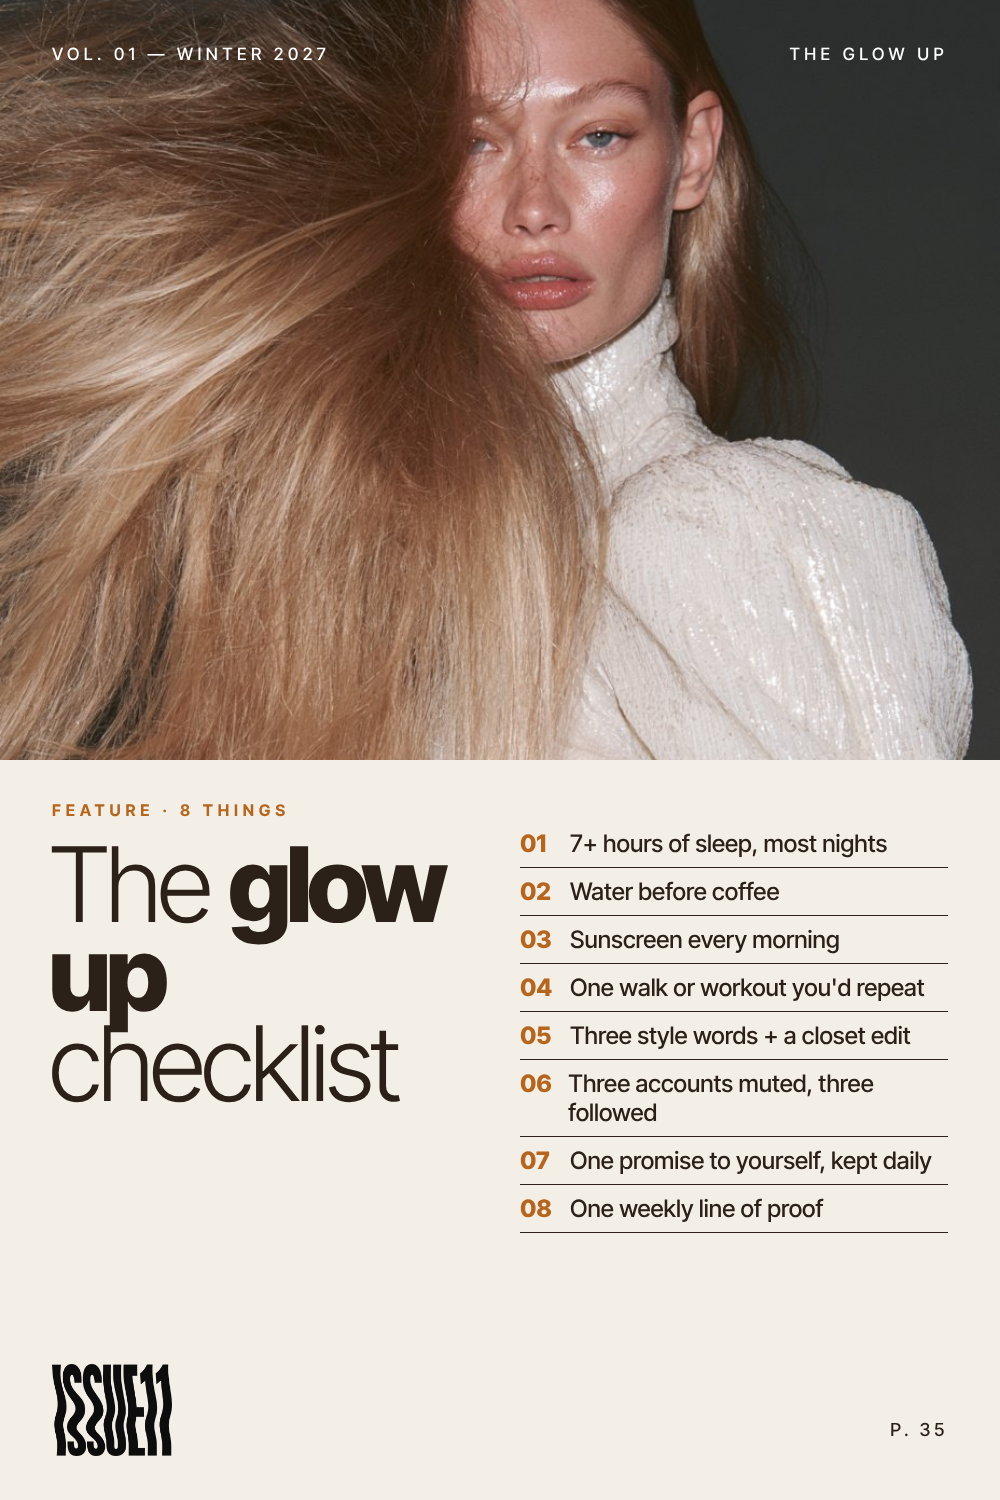 VOL. 01 — WINTER 2027
THE GLOW UP
FEATURE · 8 THINGS
The glow
up
checklist
01 7+ hours of sleep, most nights
02 Water before coffee
03 Sunscreen every morning
04 One walk or workout you'd repeat
05 Three style words + a closet edit
06 Three accounts muted, three
followed
07 One promise to yourself, kept daily
08 One weekly line of proof
ISSUE11
P. 35